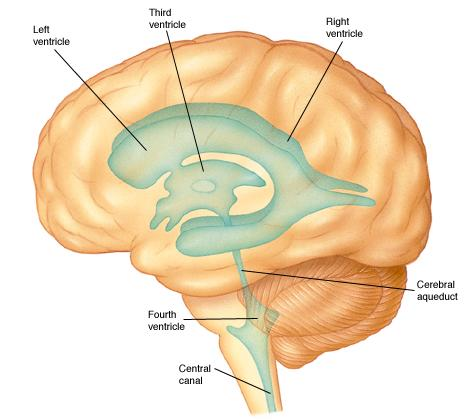 Third
ventricle
Left
ventricle
Right
ventricle
Cerebral
aqueduct
Fourth
ventricle
Central
canal